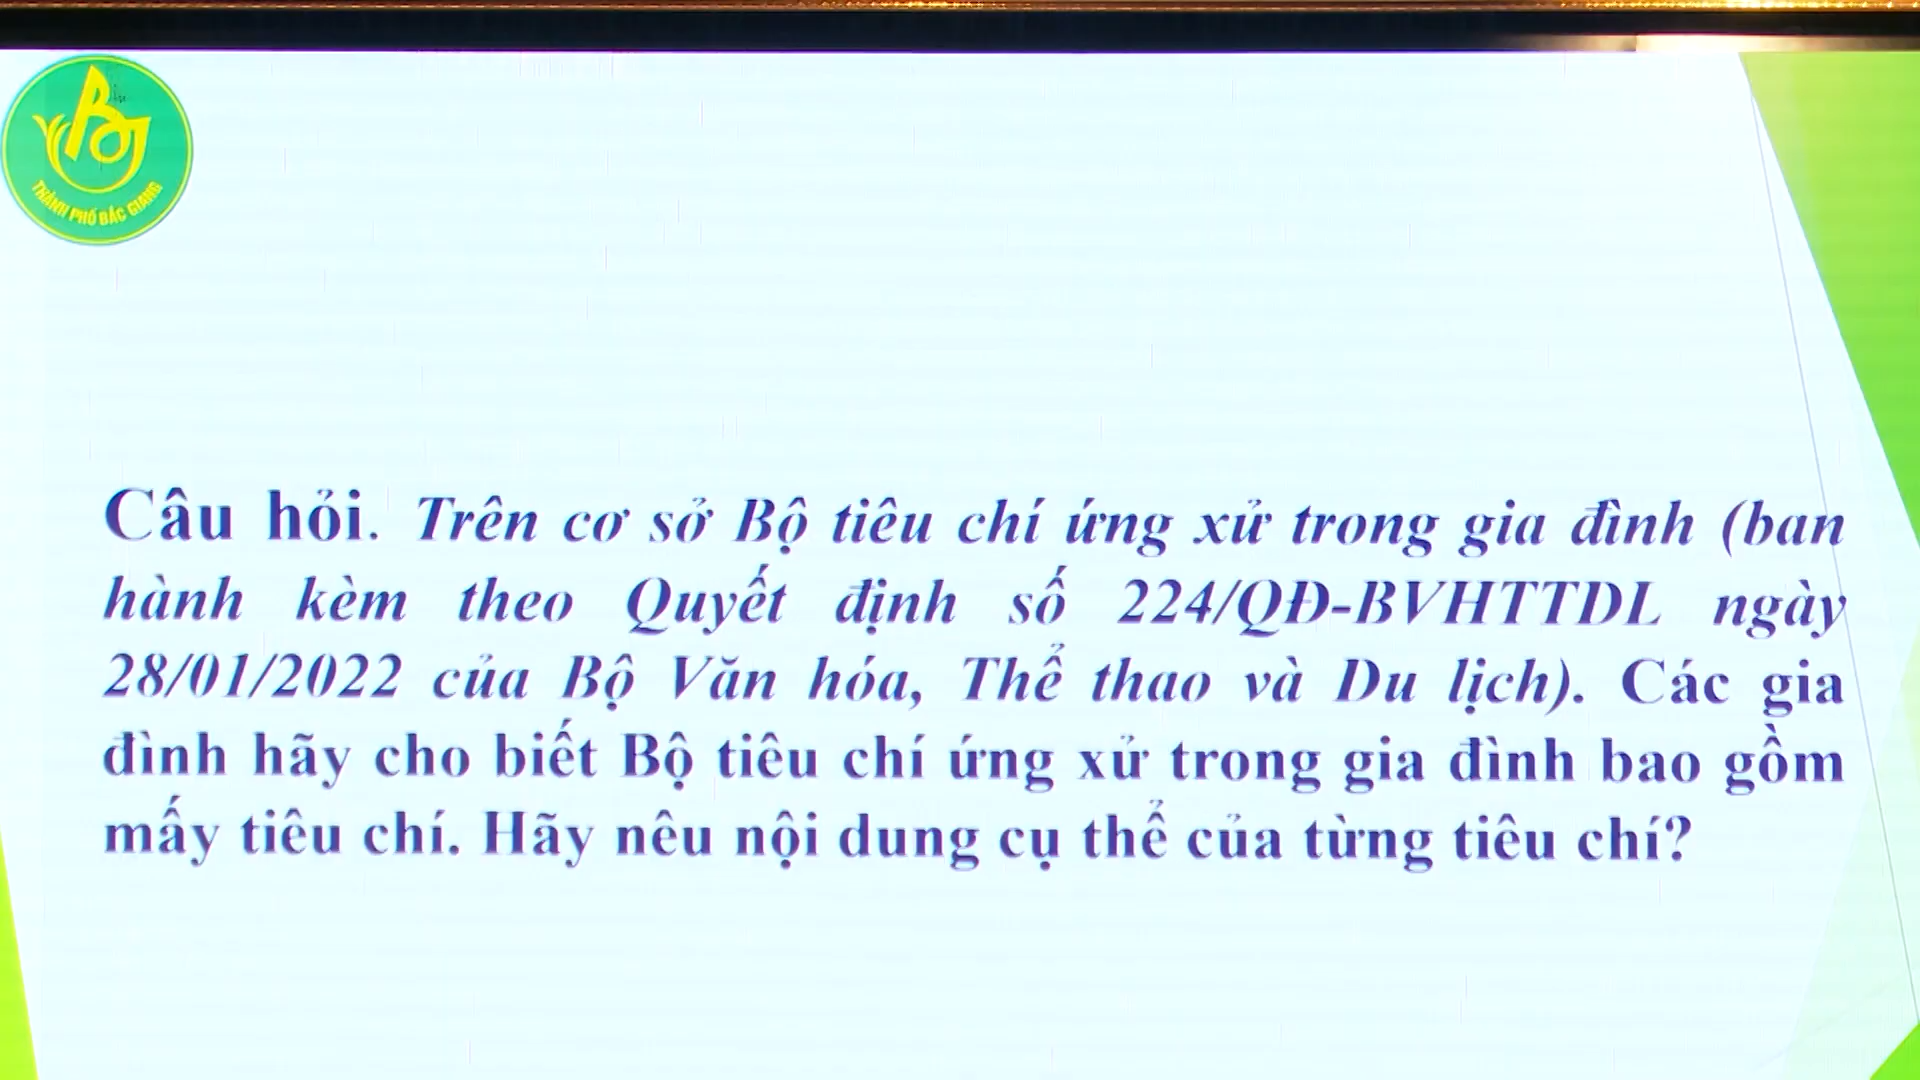 THÀNH PHỐ BẮC GIANG
Câu hỏi. Trên cơ sở Bộ tiêu chí ứng xử trong gia đình (ban
hành kèm theo Quyết định số 224/QĐ-BVHTTDL ngày
28/01/2022 của Bộ Văn hóa, Thể thao và Du lịch). Các gia
đình hãy cho biết Bộ tiêu chí ứng xử trong gia đình bao gồm
mấy tiêu chí. Hãy nêu nội dung cụ thể của từng tiêu chí?